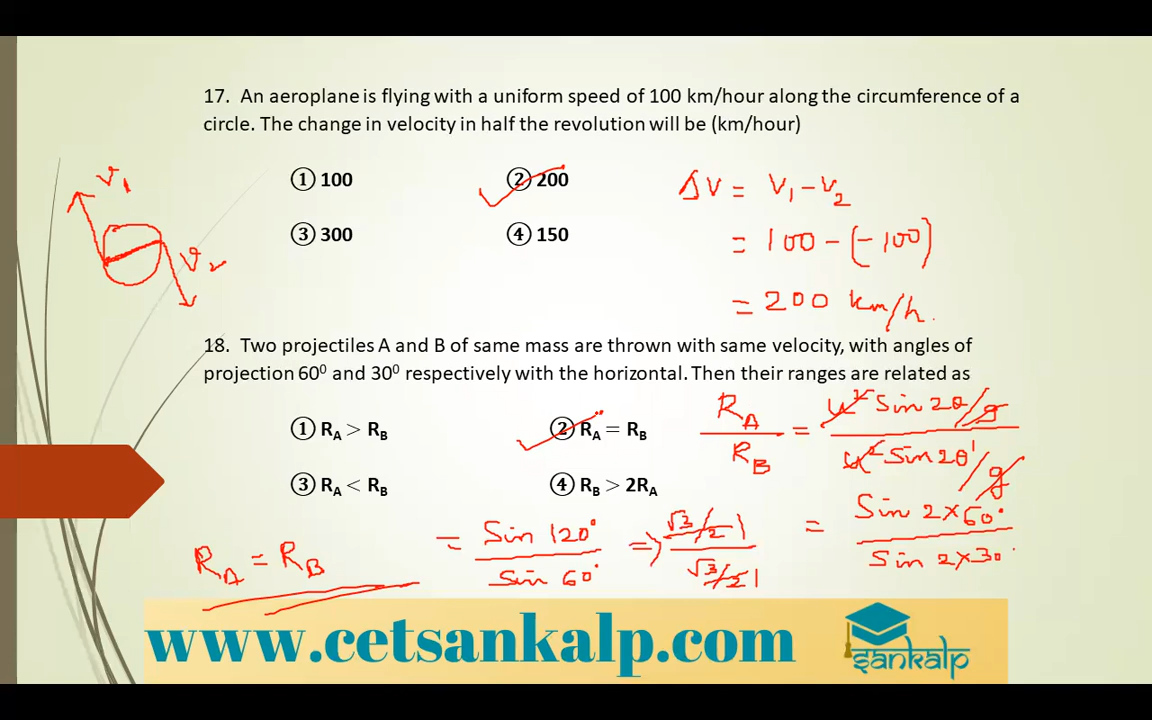 17. An aeroplane is flying with a uniform speed of 100 km/hour along the circumference of a
circle. The change in velocity in half the revolution will be (km/hour)
① 100 ② 200
③ 300 ④ 150
V₁
V₂
ΔV = V₁ - V₂
= 100 - (-100)
= 200 km/h.
18. Two projectiles A and B of same mass are thrown with same velocity, with angles of
projection 60⁰ and 30⁰ respectively with the horizontal. Then their ranges are related as
① R_A > R_B ② R_A = R_B
③ R_A < R_B ④ R_B > 2R_A
R_A / R_B = (u² Sin 2θ/g) / (u² Sin 2θ'/g)
= Sin 2×60° / Sin 2×30°
= Sin 120° / Sin 60° ⇒ (√3/2 1) / (√3/2 1)
R_A = R_B
www.cetsankalp.com
sankalp